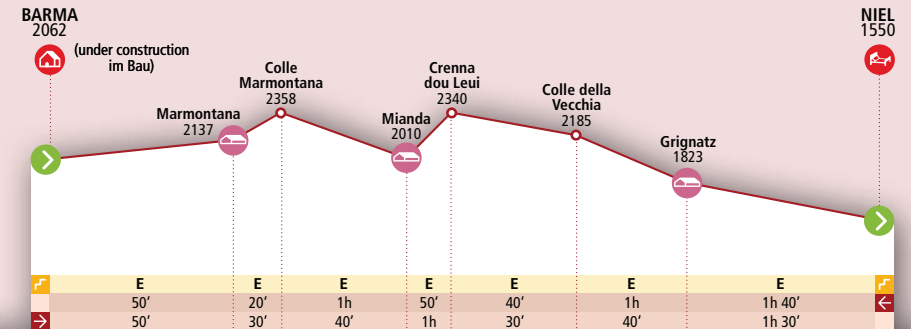 BARMA
2062
(under construction
im Bau)
Marmontana
2137
Colle
Marmontana
2358
Mianda
2010
Crenna
dou Leui
2340
Colle della
Vecchia
2185
Grignatz
1823
NIEL
1550
E E E E E E E
50’ 20’ 1h 50’ 40’ 1h 1h 40’
50’ 30’ 40’ 1h 30’ 40’ 1h 30’